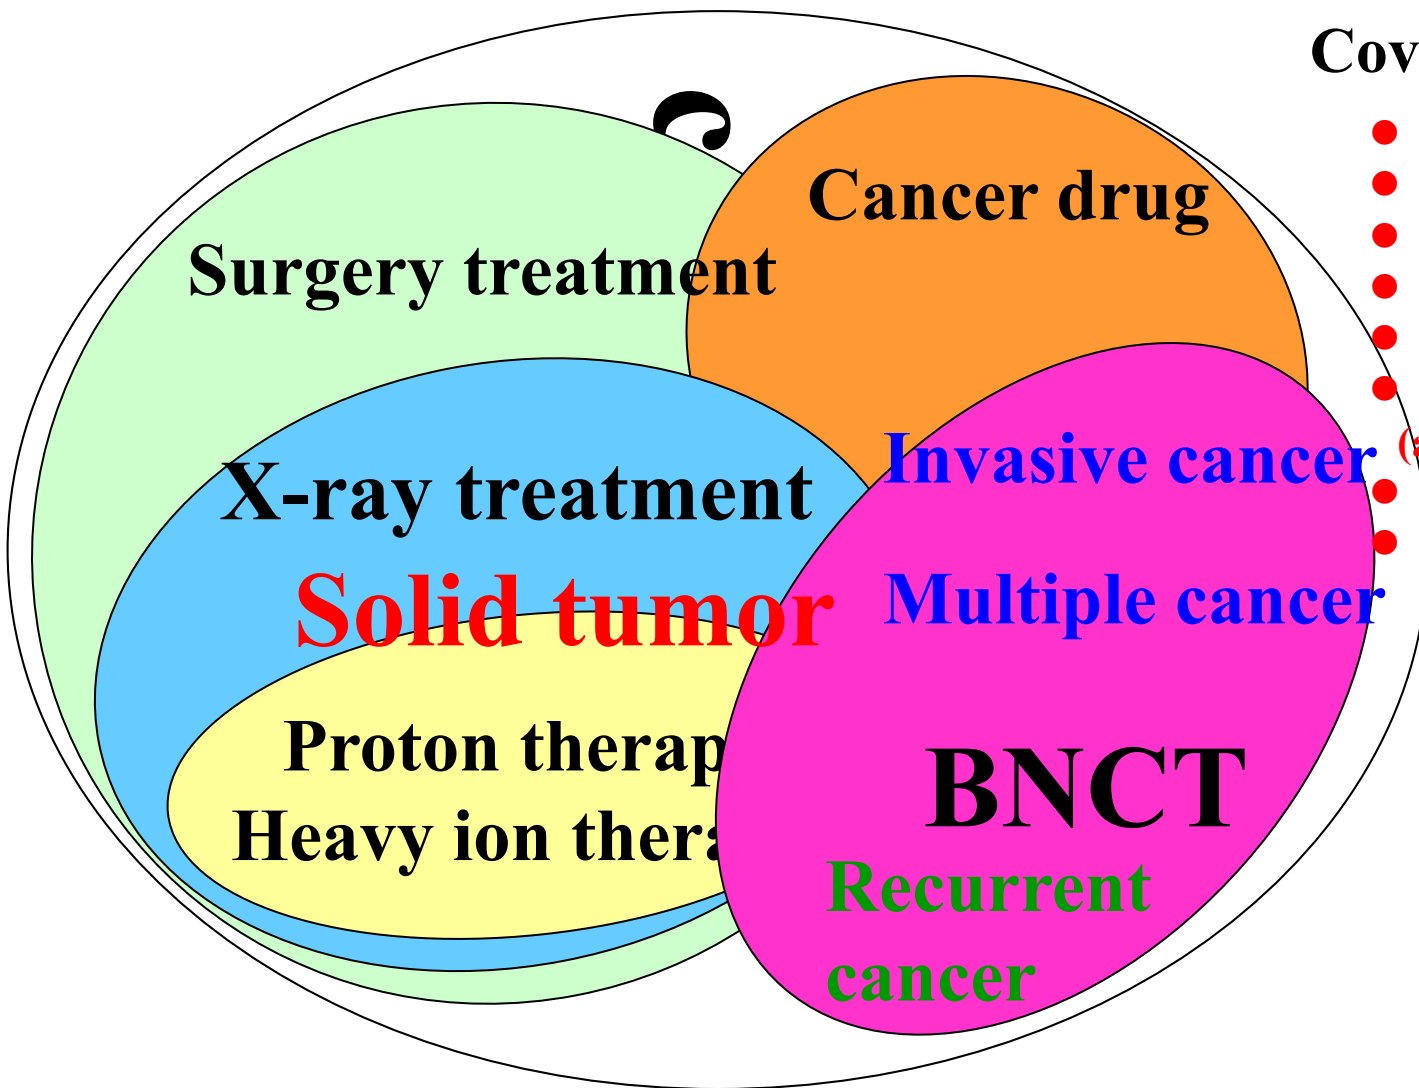 Cov
C
Cancer drug
Surgery treatment
Invasive cancer
(a
X-ray treatment
Solid tumor
Multiple cancer
Proton therap
Heavy ion thera
BNCT
Recurrent
cancer